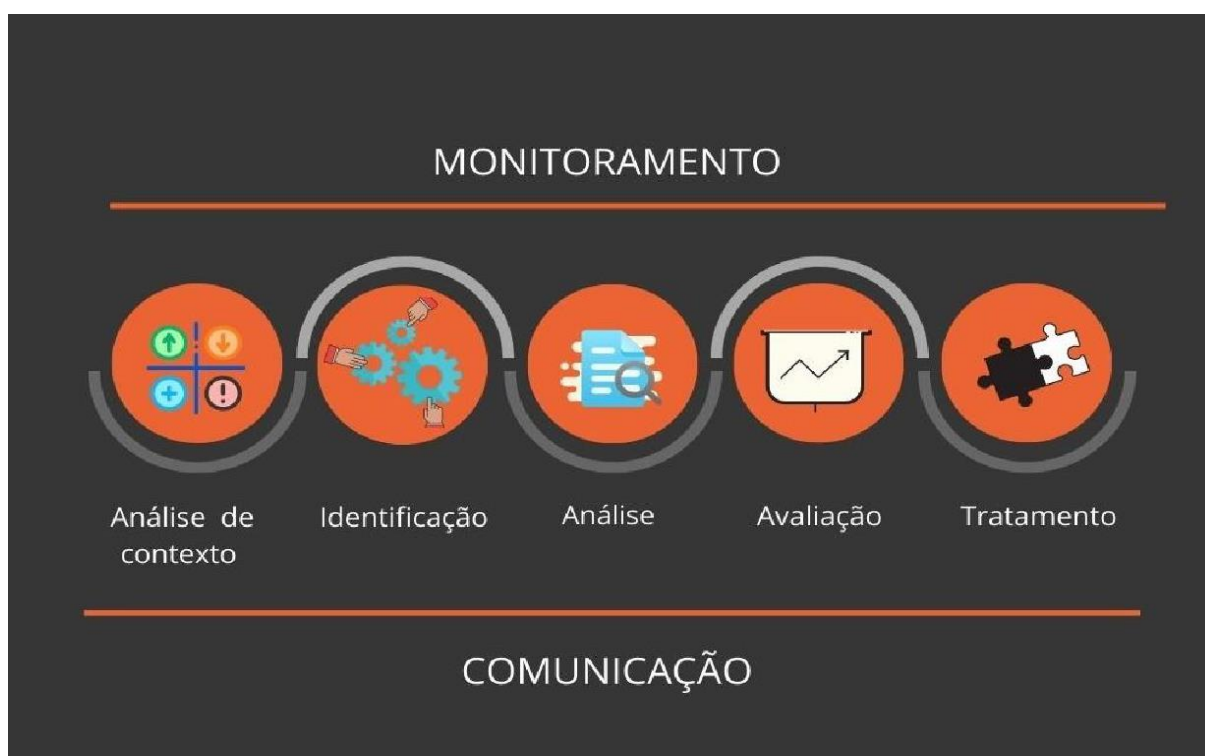 MONITORAMENTO
Análise de
contexto
Identificação
Análise
Avaliação
Tratamento
COMUNICAÇÃO